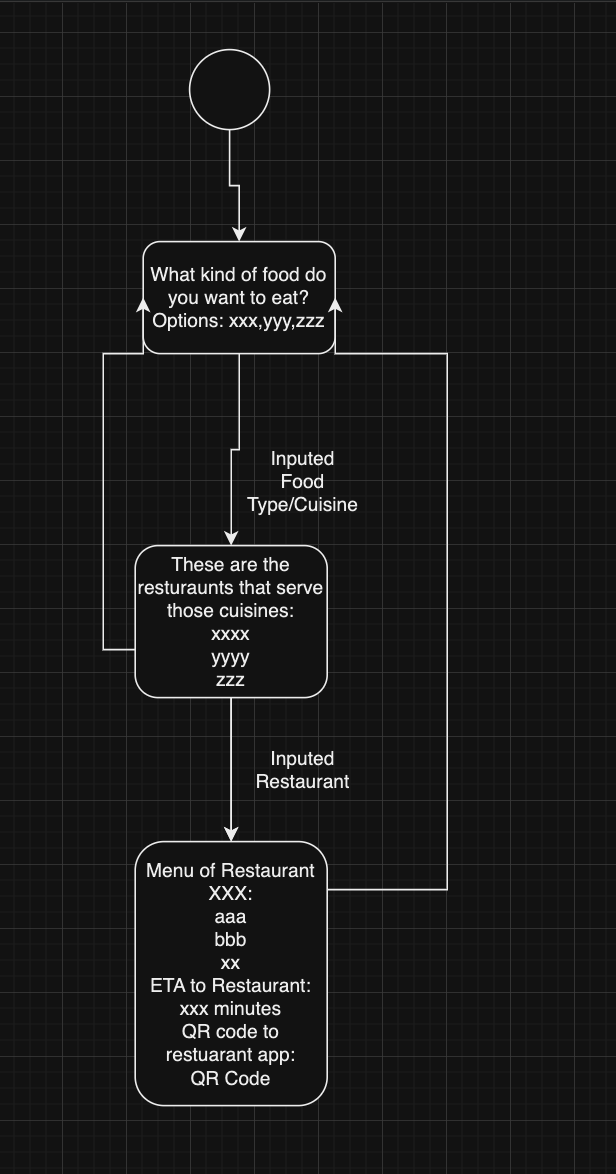 What kind of food do
you want to eat?
Options: xxx,yyy,zzz
Inputed
Food
Type/Cuisine
These are the
resturaunts that serve
those cuisines:
xxxx
yyyy
zzz
Inputed
Restaurant
Menu of Restaurant
XXX:
aaa
bbb
xx
ETA to Restaurant:
xxx minutes
QR code to
restuarant app:
QR Code